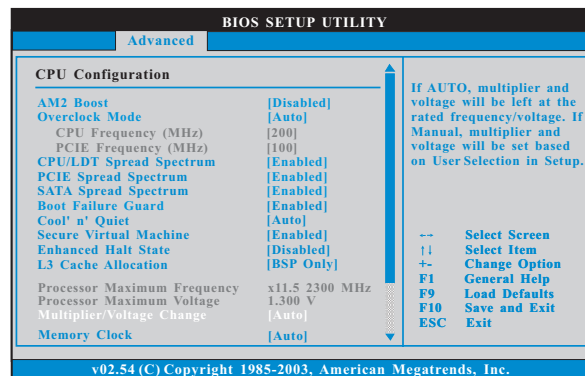 BIOS SETUP UTILITY
Advanced
CPU Configuration
AM2 Boost [Disabled]
Overclock Mode [Auto]
CPU Frequency (MHz) [200]
PCIE Frequency (MHz) [100]
CPU/LDT Spread Spectrum [Enabled]
PCIE Spread Spectrum [Enabled]
SATA Spread Spectrum [Enabled]
Boot Failure Guard [Enabled]
Cool' n' Quiet [Auto]
Secure Virtual Machine [Enabled]
Enhanced Halt State [Disabled]
L3 Cache Allocation [BSP Only]
Processor Maximum Frequency x11.5 2300 MHz
Processor Maximum Voltage 1.300 V
Multiplier/Voltage Change [Auto]
Memory Clock [Auto]
If AUTO, multiplier and
voltage will be left at the
rated frequency/voltage. If
Manual, multiplier and
voltage will be set based
on User Selection in Setup.
←→ Select Screen
↑↓ Select Item
+- Change Option
F1 General Help
F9 Load Defaults
F10 Save and Exit
ESC Exit
v02.54 (C) Copyright 1985-2003, American Megatrends, Inc.